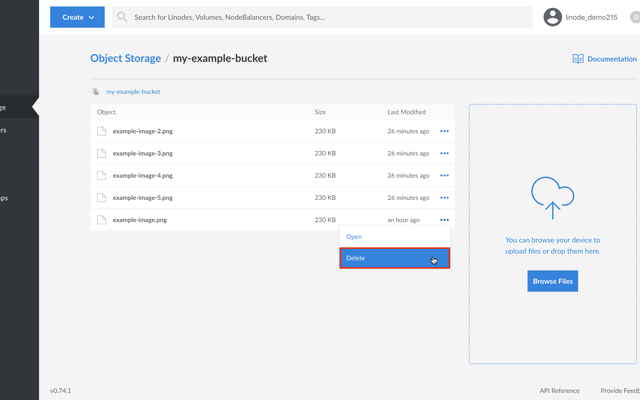 Create
Search for Linodes, Volumes, NodeBalancers, Domains, Tags...
linode_demo215
0
Object Storage / my-example-bucket
Documentation
my-example-bucket
Object Size Last Modified
example-image-2.png 230 KB 26 minutes ago
example-image-3.png 230 KB 26 minutes ago
example-image-4.png 230 KB 26 minutes ago
example-image-5.png 230 KB 26 minutes ago
example-image.png 230 KB an hour ago
Open
Delete
You can browse your device to
upload files or drop them here.
Browse Files
ge
rs
ps
v0.74.1
API Reference
Provide Feedb